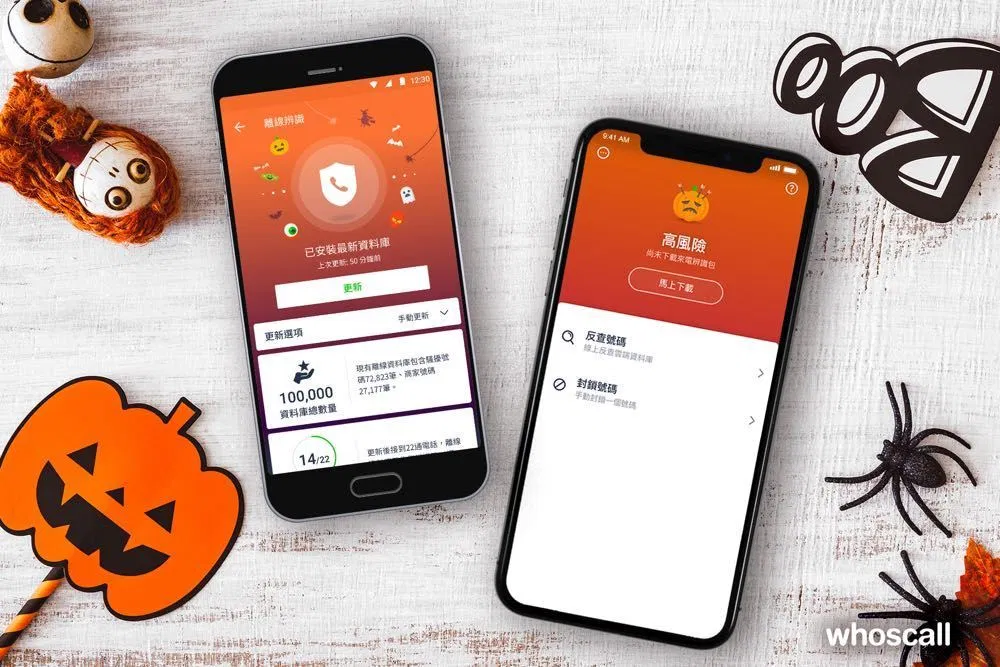 12:30
離線辨識
已安裝最新資料庫
上次更新: 50 分鐘前
更新
更新選項
手動更新
100,000
資料庫總數量
現有離線資料庫包含騷擾號
碼72,823筆、商家號碼
27,177筆。
14/22
更新後接到22通電話，離線
9:41 AM
高風險
尚未下載來電辨識包
馬上下載
反查號碼
線上反查雲端資料庫
封鎖號碼
手動封鎖一個號碼
Boo
whoscall